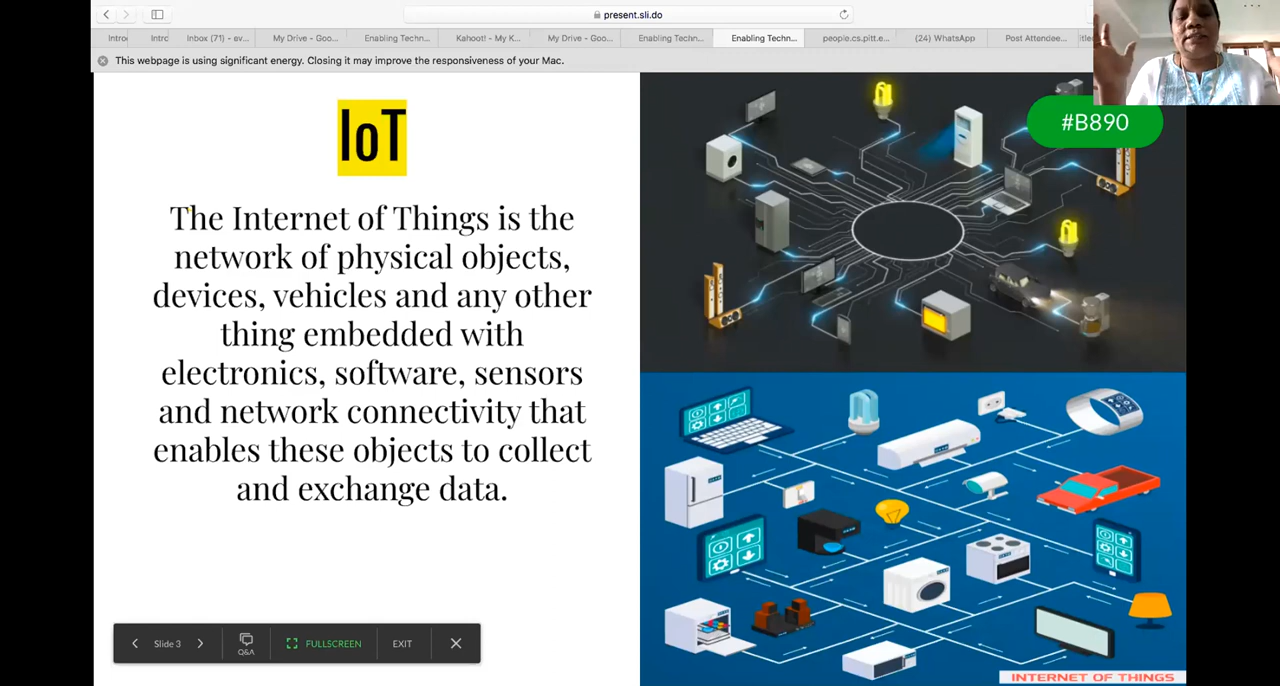 present.sli.do
Introd
Introd
Inbox (71) - ev...
My Drive - Goo...
Enabling Techn...
Kahoot! - My K...
My Drive - Goo...
Enabling Techn...
Enabling Techn...
people.cs.pitt.e...
(24) WhatsApp
Post Attendee...
This webpage is using significant energy. Closing it may improve the responsiveness of your Mac.
IoT
The Internet of Things is the
network of physical objects,
devices, vehicles and any other
thing embedded with
electronics, software, sensors
and network connectivity that
enables these objects to collect
and exchange data.
#B890
INTERNET OF THINGS
Slide 3
Q&A
FULLSCREEN
EXIT